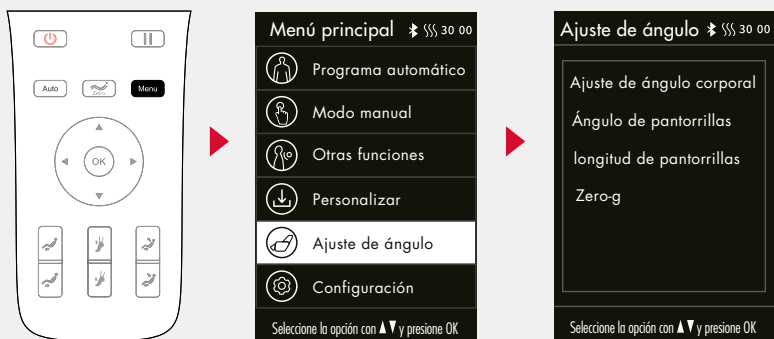 Auto
Zero
Menu
OK
Menú principal 30 00
Programa automático
Modo manual
Otras funciones
Personalizar
Ajuste de ángulo
Configuración
Seleccione la opción con ▲▼ y presione OK
Ajuste de ángulo 30 00
Ajuste de ángulo corporal
Ángulo de pantorrillas
longitud de pantorrillas
Zero-g
Seleccione la opción con ▲▼ y presione OK